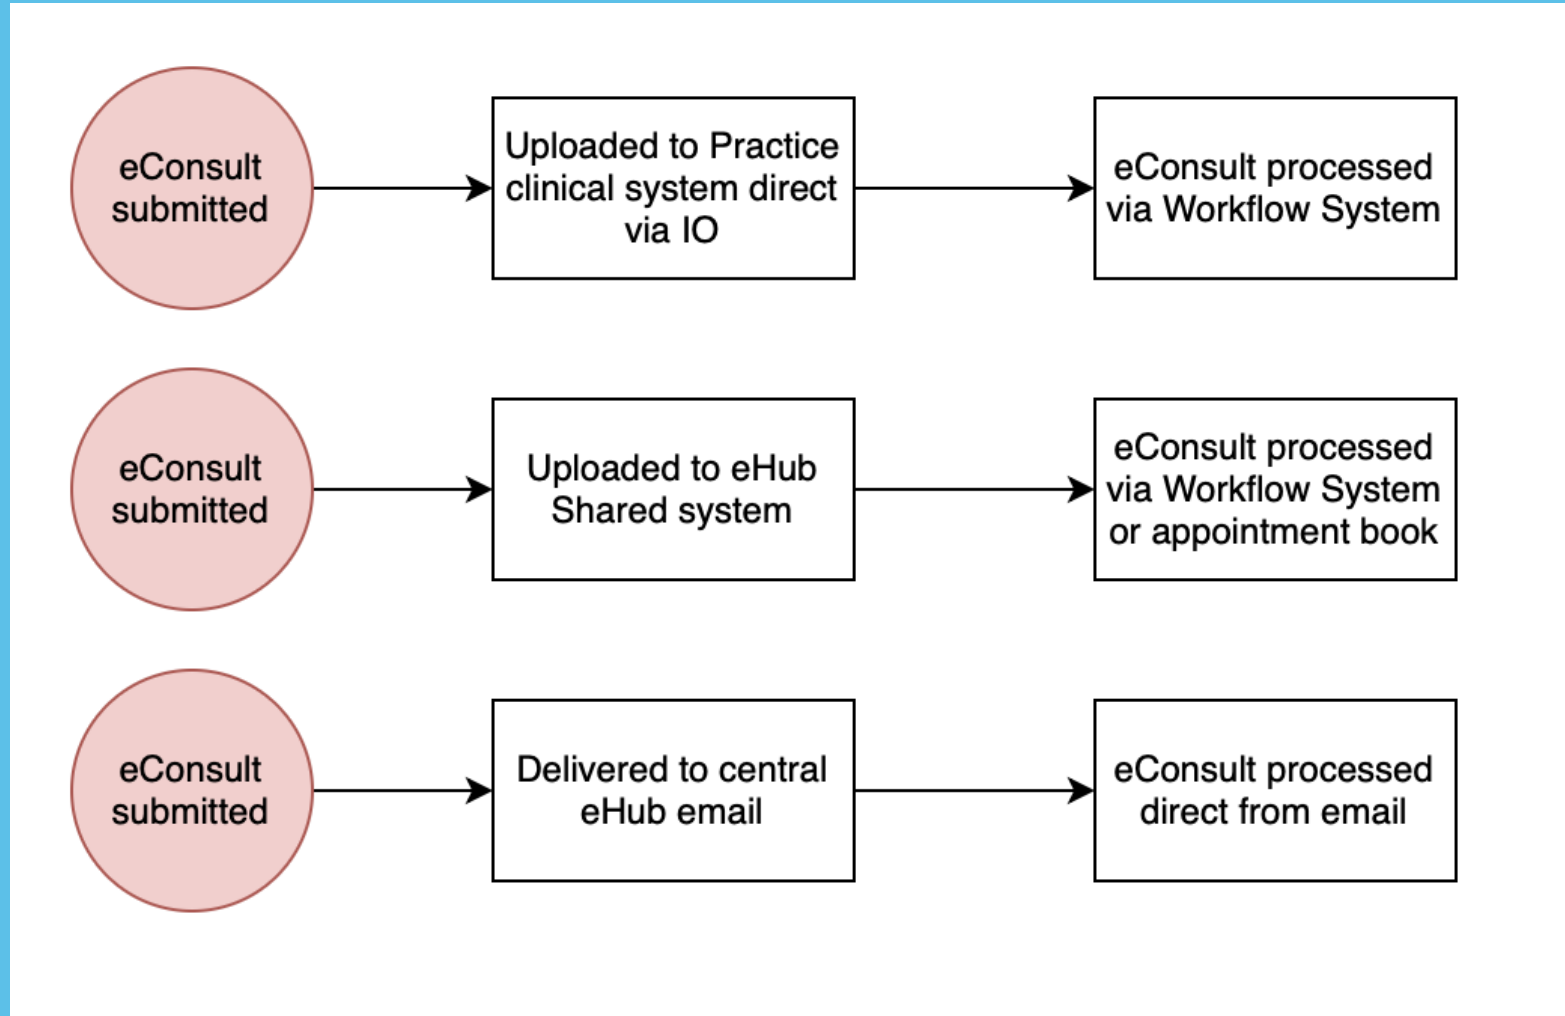 eConsult
submitted
Uploaded to Practice
clinical system direct
via IO
eConsult processed
via Workflow System
eConsult
submitted
Uploaded to eHub
Shared system
eConsult processed
via Workflow System
or appointment book
eConsult
submitted
Delivered to central
eHub email
eConsult processed
direct from email